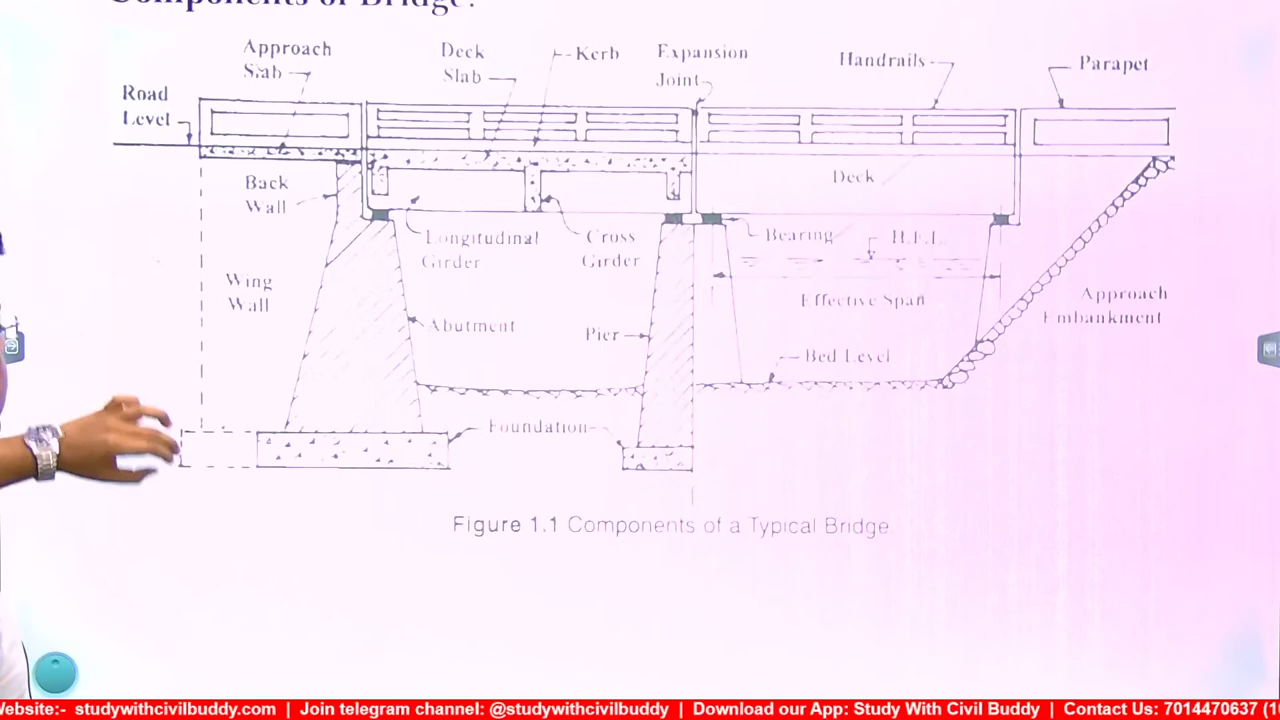 Components of Bridge:
Approach
Slab
Deck
Slab
Kerb
Expansion
Joint
Handrails
Parapet
Road
Level
Back
Wall
Deck
Longitudinal
Girder
Cross
Girder
Bearing
H.F.L.
Wing
Wall
Effective Span
Approach
Embankment
Abutment
Pier
Bed Level
Foundation
Figure 1.1 Components of a Typical Bridge.
Website:- studywithcivilbuddy.com | Join telegram channel: @studywithcivilbuddy | Download our App: Study With Civil Buddy | Contact Us: 7014470637 (10